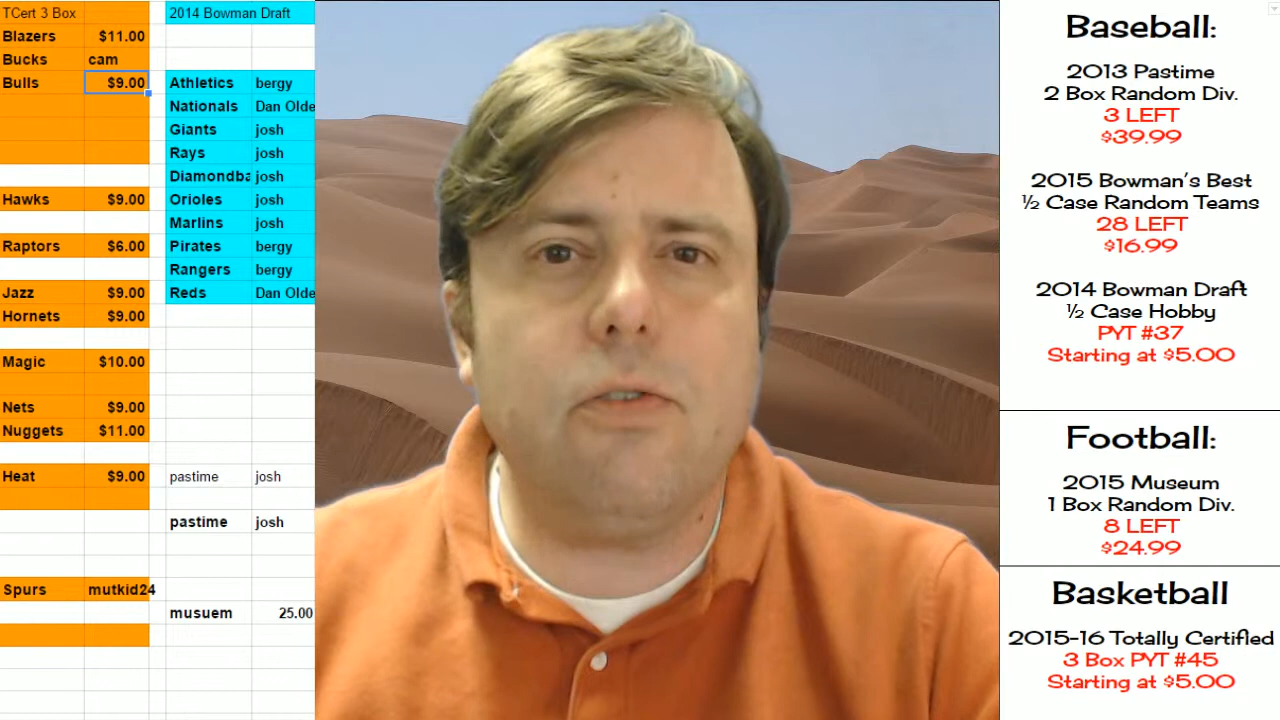 TCert 3 Box
Blazers $11.00
Bucks cam
Bulls $9.00
Hawks $9.00
Raptors $6.00
Jazz $9.00
Hornets $9.00
Magic $10.00
Nets $9.00
Nuggets $11.00
Heat $9.00
Spurs mutkid24
2014 Bowman Draft
Athletics bergy
Nationals Dan Olde
Giants josh
Rays josh
Diamondba josh
Orioles josh
Marlins josh
Pirates bergy
Rangers bergy
Reds Dan Olde
pastime josh
pastime josh
musuem 25.00
Baseball:
2013 Pastime
2 Box Random Div.
3 LEFT
$39.99
2015 Bowman's Best
½ Case Random Teams
28 LEFT
$16.99
2014 Bowman Draft
½ Case Hobby
PYT #37
Starting at $5.00
Football:
2015 Museum
1 Box Random Div.
8 LEFT
$24.99
Basketball
2015-16 Totally Certified
3 Box PYT #45
Starting at $5.00